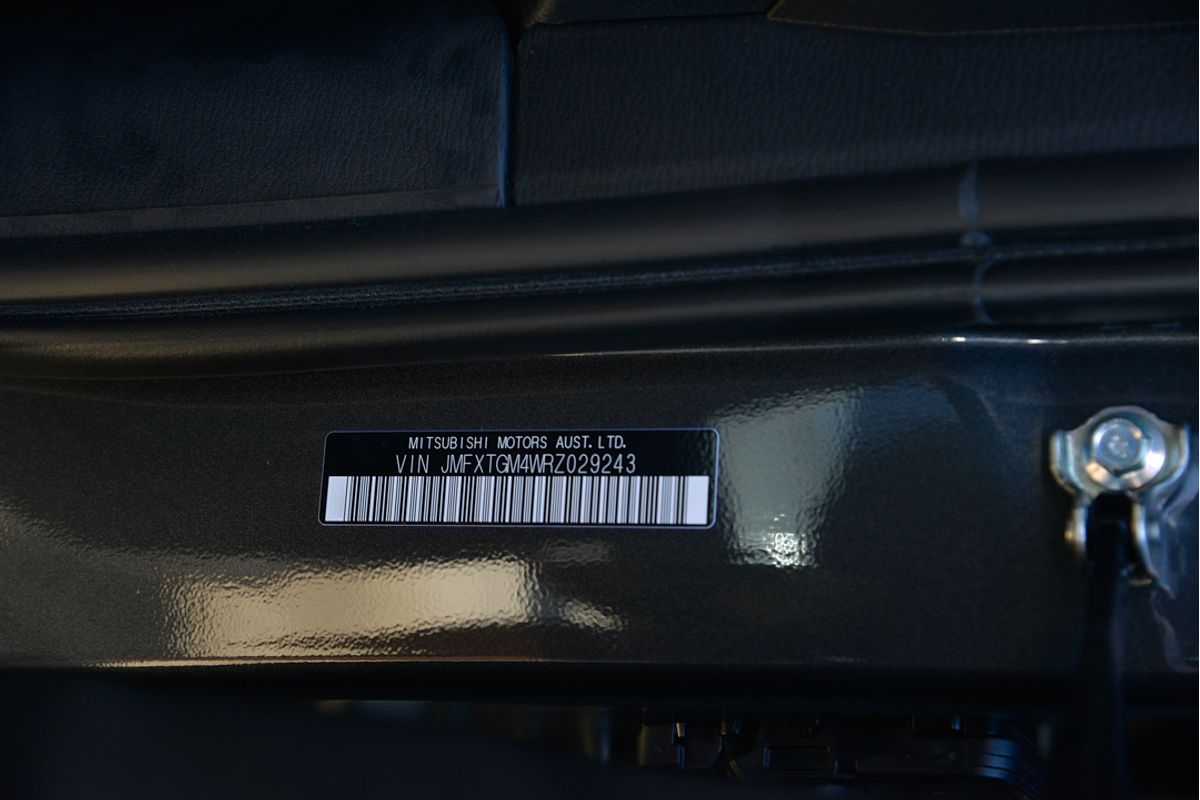 MITSUBISHI MOTORS AUST. LTD.
VIN JMFXTGM4WRZ029243